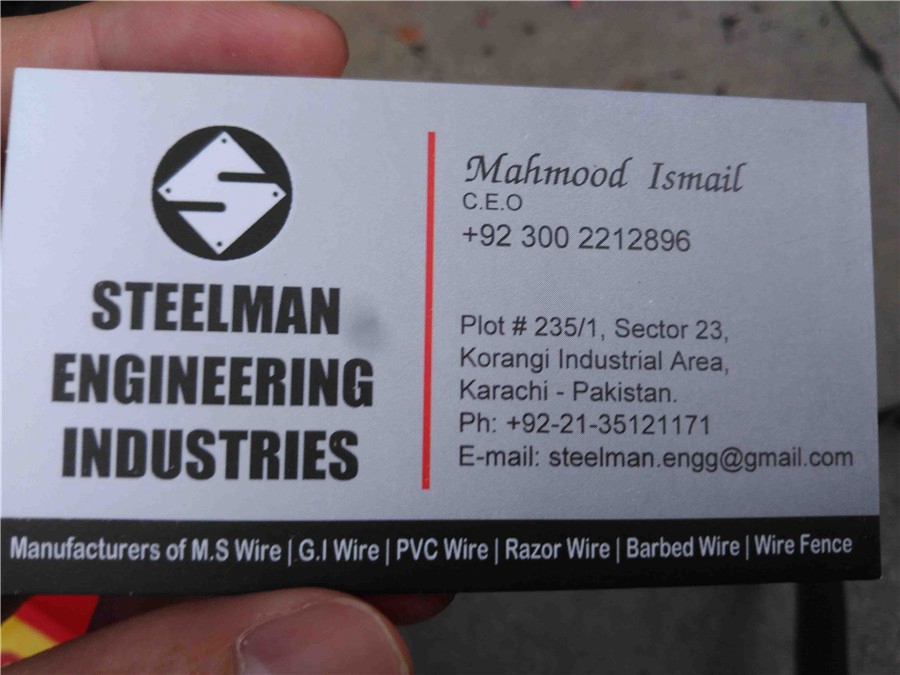 STEELMAN
ENGINEERING
INDUSTRIES
Mahmood Ismail
C.E.O
+92 300 2212896
Plot # 235/1, Sector 23,
Korangi Industrial Area,
Karachi - Pakistan.
Ph: +92-21-35121171
E-mail: steelman.engg@gmail.com
Manufacturers of M.S Wire | G.I Wire | PVC Wire | Razor Wire | Barbed Wire | Wire Fence